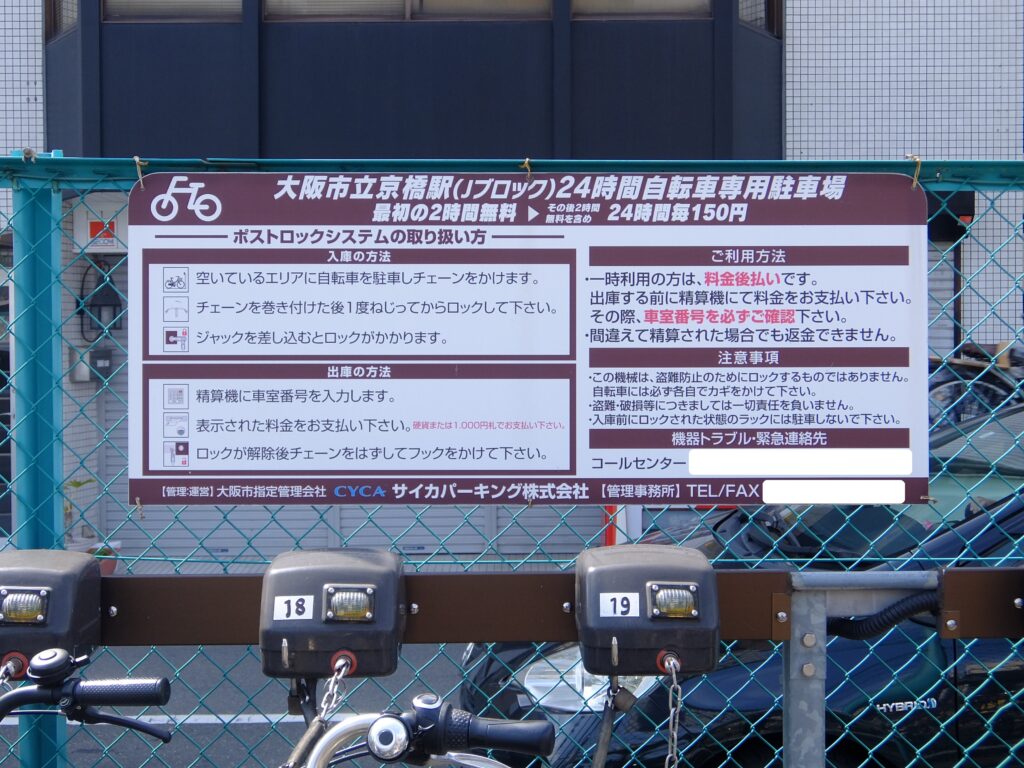 大阪市立京橋駅(Jブロック)24時間自転車専用駐車場
最初の2時間無料 ▶ その後2時間無料を含め 24時間毎150円
ポストロックシステムの取り扱い方
入庫の方法
空いているエリアに自転車を駐車しチェーンをかけます。
チェーンを巻き付けた後1度ねじってからロックして下さい。
ジャックを差し込むとロックがかかります。
出庫の方法
精算機に車室番号を入力します。
表示された料金をお支払い下さい。硬貨または1,000円札でお支払い下さい。
ロックが解除後チェーンをはずしてフックをかけて下さい。
ご利用方法
・一時利用の方は、料金後払いです。
出庫する前に精算機にて料金をお支払い下さい。
その際、車室番号を必ずご確認下さい。
・間違えて精算された場合でも返金できません。
注意事項
・この機械は、盗難防止のためにロックするものではありません。
自転車には必ず各自でカギをかけて下さい。
・盗難・破損等につきましては一切責任を負いません。
・入庫前にロックされた状態のラックには駐車しないで下さい。
機器トラブル・緊急連絡先
コールセンター
【管理・運営】大阪市指定管理会社 CYCA サイカパーキング株式会社 【管理事務所】TEL/FAX
18
19
HYBRID